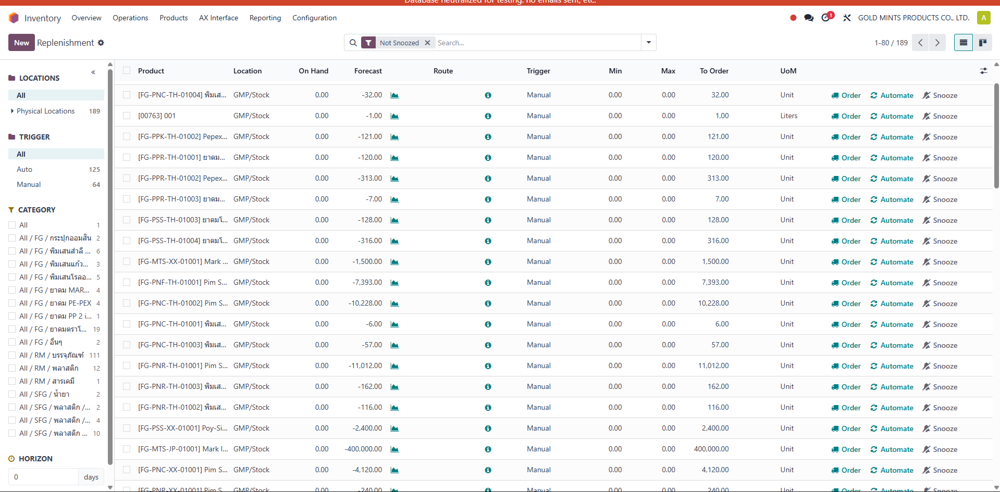 Database neutralized for testing: no emails sent, etc.
Inventory Overview Operations Products AX Interface Reporting Configuration 1 GOLD MINTS PRODUCTS CO., LTD. A
New Replenishment Not Snoozed Search... 1-80 / 189
LOCATIONS
All
Physical Locations 189
TRIGGER
All
Auto 125
Manual 64
CATEGORY
All 1
All / FG / กระปุกออมสิน 2
All / FG / พิมเสนสำลี ... 6
All / FG / พิมเสนแก้ว... 3
All / FG / พิมเสนโรลอ... 5
All / FG / ยาดม MAR... 4
All / FG / ยาดม PE-PEX 4
All / FG / ยาดม PP 2 i... 1
All / FG / ยาดมตราโ... 19
All / FG / อื่นๆ 2
All / RM / บรรจุภัณฑ์ 111
All / RM / พลาสติก 12
All / RM / สารเคมี 1
All / SFG / น้ำยา 2
All / SFG / พลาสติก /... 2
All / SFG / พลาสติก /... 4
All / SFG / พลาสติก ... 10
HORIZON
0 days
Product Location On Hand Forecast Route Trigger Min Max To Order UoM
[FG-PNC-TH-01004] พิมเส... GMP/Stock 0.00 -32.00 Manual 0.00 0.00 32.00 Unit Order Automate Snooze
[00763] 001 GMP/Stock 0.00 -1.00 Manual 0.00 0.00 1.00 Liters Order Automate Snooze
[FG-PPK-TH-01002] Pepex... GMP/Stock 0.00 -121.00 Manual 0.00 0.00 121.00 Unit Order Automate Snooze
[FG-PPR-TH-01001] ยาดม... GMP/Stock 0.00 -120.00 Manual 0.00 0.00 120.00 Unit Order Automate Snooze
[FG-PPR-TH-01002] Pepex... GMP/Stock 0.00 -313.00 Manual 0.00 0.00 313.00 Unit Order Automate Snooze
[FG-PPR-TH-01003] ยาดม... GMP/Stock 0.00 -7.00 Manual 0.00 0.00 7.00 Unit Order Automate Snooze
[FG-PSS-TH-01003] ยาดมโ... GMP/Stock 0.00 -128.00 Manual 0.00 0.00 128.00 Unit Order Automate Snooze
[FG-PSS-TH-01004] ยาดมโ... GMP/Stock 0.00 -316.00 Manual 0.00 0.00 316.00 Unit Order Automate Snooze
[FG-MTS-XX-01001] Mark ... GMP/Stock 0.00 -1,500.00 Manual 0.00 0.00 1,500.00 Unit Order Automate Snooze
[FG-PNF-TH-01001] Pim S... GMP/Stock 0.00 -7,393.00 Manual 0.00 0.00 7,393.00 Unit Order Automate Snooze
[FG-PNC-TH-01002] Pim S... GMP/Stock 0.00 -10,228.00 Manual 0.00 0.00 10,228.00 Unit Order Automate Snooze
[FG-PNC-TH-01001] พิมเส... GMP/Stock 0.00 -6.00 Manual 0.00 0.00 6.00 Unit Order Automate Snooze
[FG-PNC-TH-01003] พิมเส... GMP/Stock 0.00 -57.00 Manual 0.00 0.00 57.00 Unit Order Automate Snooze
[FG-PNR-TH-01001] Pim S... GMP/Stock 0.00 -11,012.00 Manual 0.00 0.00 11,012.00 Unit Order Automate Snooze
[FG-PNR-TH-01003] พิมเส... GMP/Stock 0.00 -162.00 Manual 0.00 0.00 162.00 Unit Order Automate Snooze
[FG-PNR-TH-01002] พิมเส... GMP/Stock 0.00 -116.00 Manual 0.00 0.00 116.00 Unit Order Automate Snooze
[FG-PSS-XX-01001] Poy-Si... GMP/Stock 0.00 -2,400.00 Manual 0.00 0.00 2,400.00 Unit Order Automate Snooze
[FG-MTS-JP-01001] Mark I... GMP/Stock 0.00 -400,000.00 Manual 0.00 0.00 400,000.00 Unit Order Automate Snooze
[FG-PNC-XX-01001] Pim S... GMP/Stock 0.00 -4,120.00 Manual 0.00 0.00 4,120.00 Unit Order Automate Snooze
[FG-PNR-XX-01001] Pim S... GMP/Stock 0.00 -240.00 Manual 0.00 0.00 240.00 Unit Order Automate Snooze